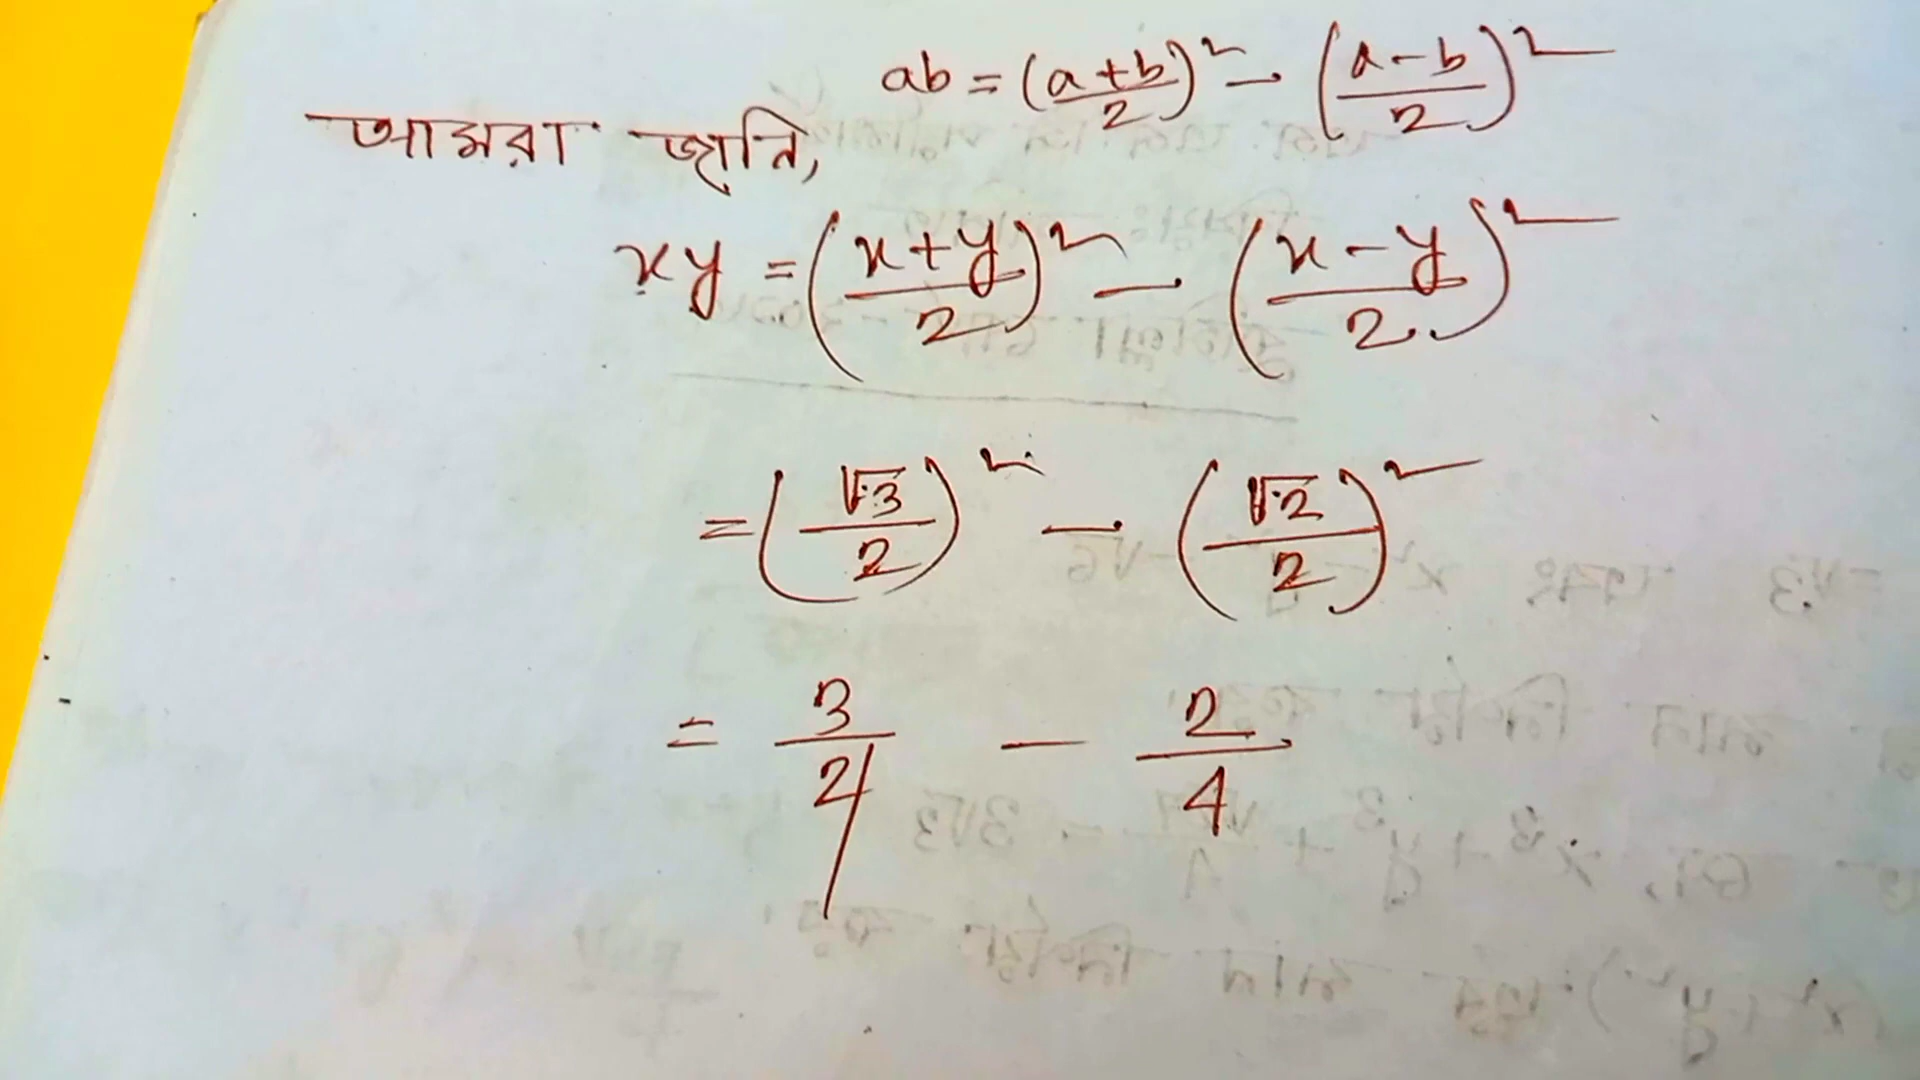 ab = (a+b/2)² - (a-b/2)²
আমরা জানি,
xy = (x+y/2)² - (x-y/2)²
= (√3/2)² - (√2/2)²
= 3/4 - 2/4